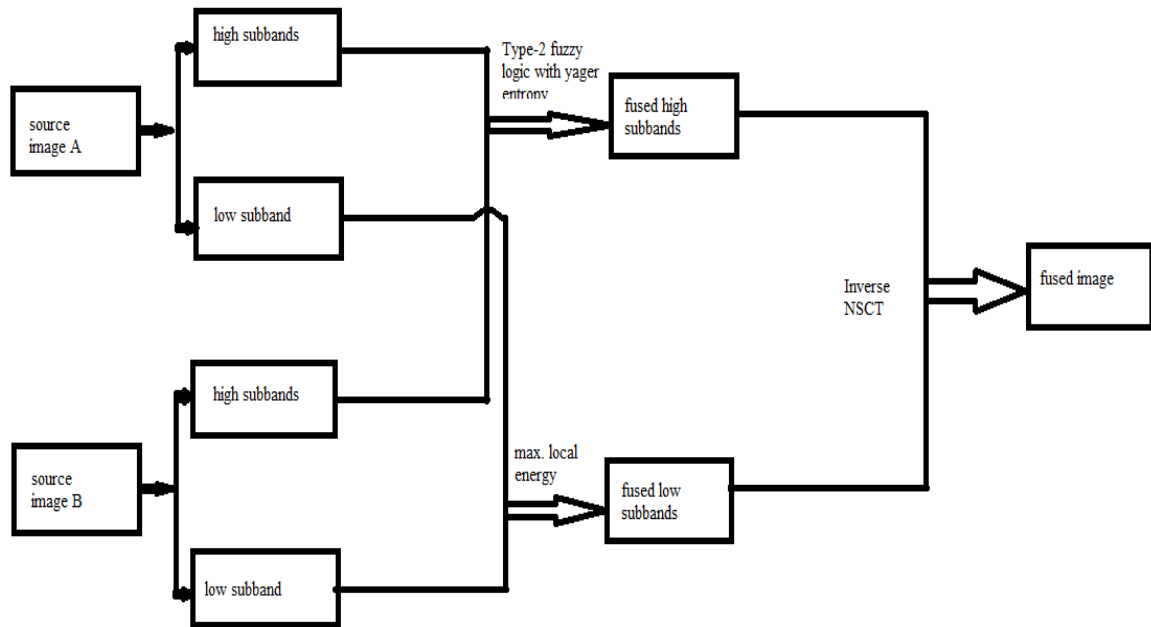 high subbands
source
image A
low subband
Type-2 fuzzy
logic with yager
entropy
fused high
subbands
high subbands
source
image B
low subband
max. local
energy
fused low
subbands
Inverse
NSCT
fused image